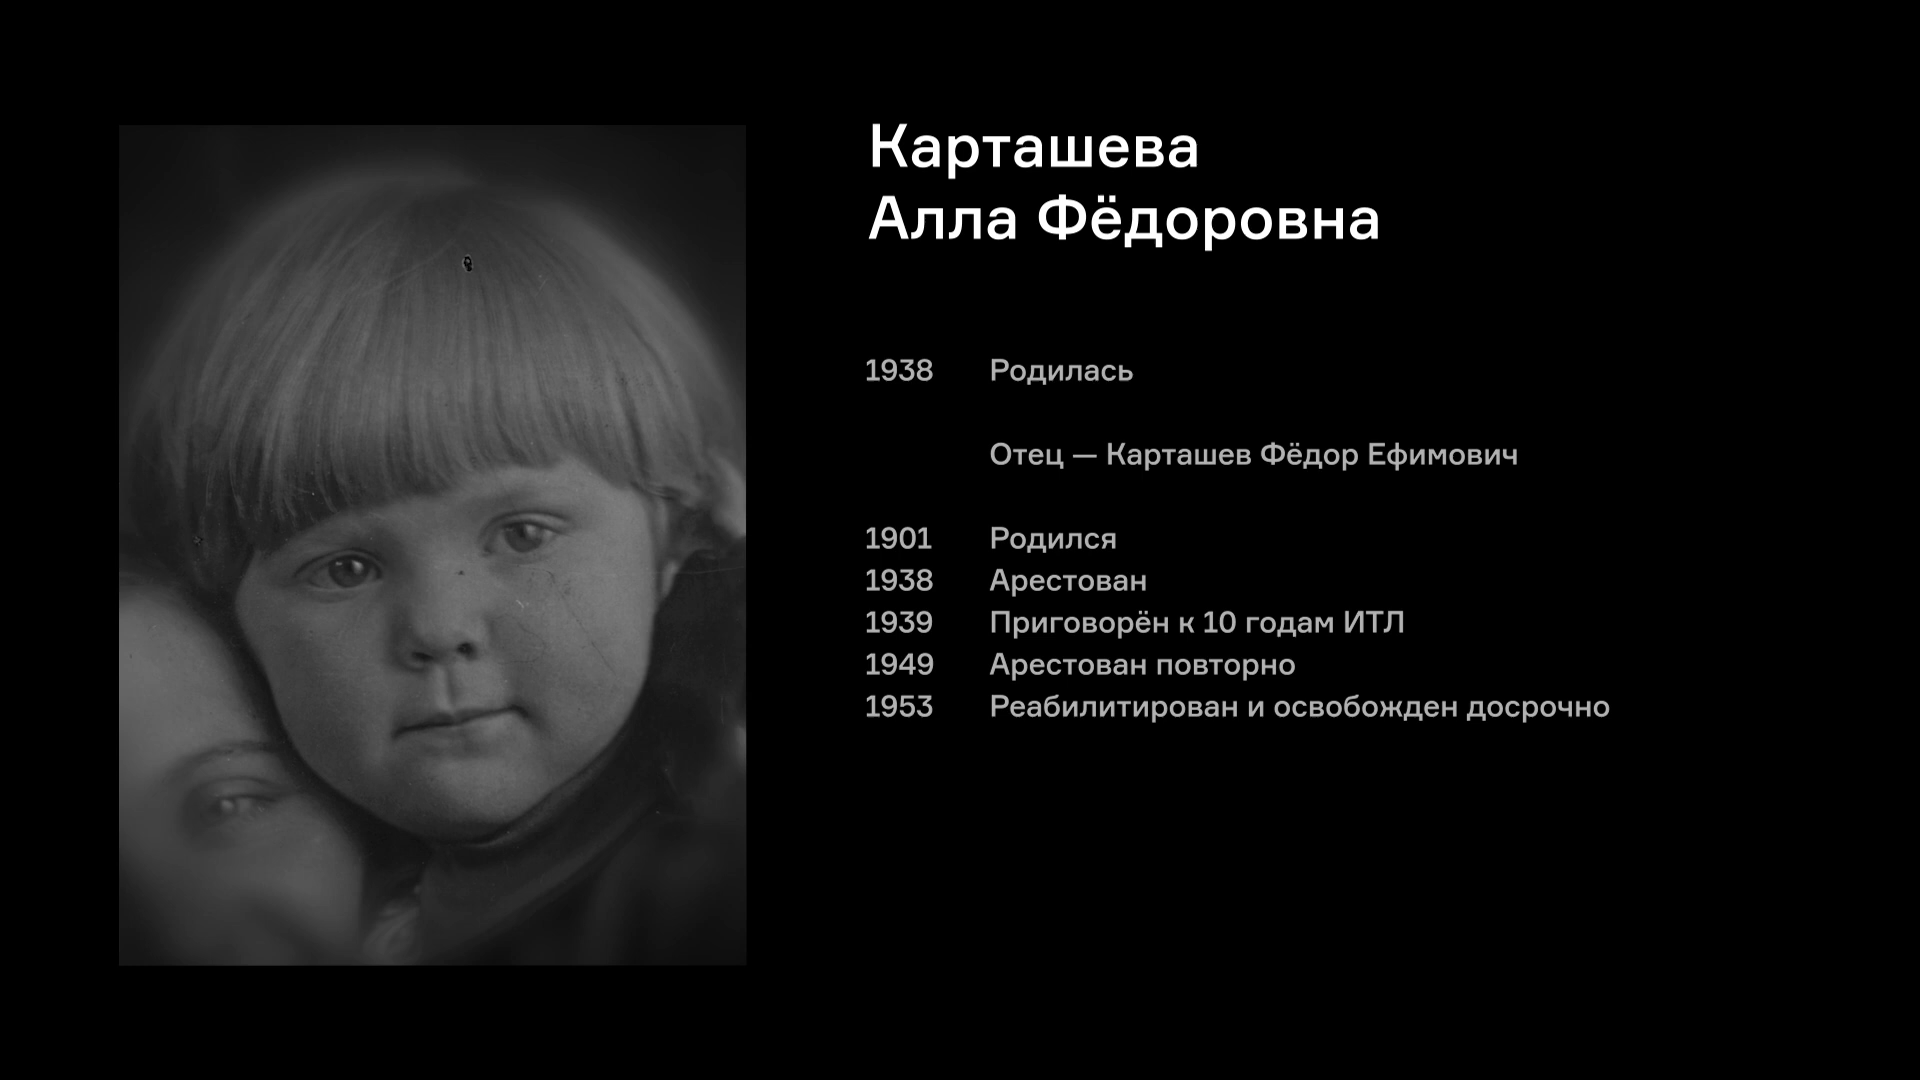 Карташева
Алла Фёдоровна
1938 Родилась
Отец — Карташев Фёдор Ефимович
1901 Родился
1938 Арестован
1939 Приговорён к 10 годам ИТЛ
1949 Арестован повторно
1953 Реабилитирован и освобожден досрочно